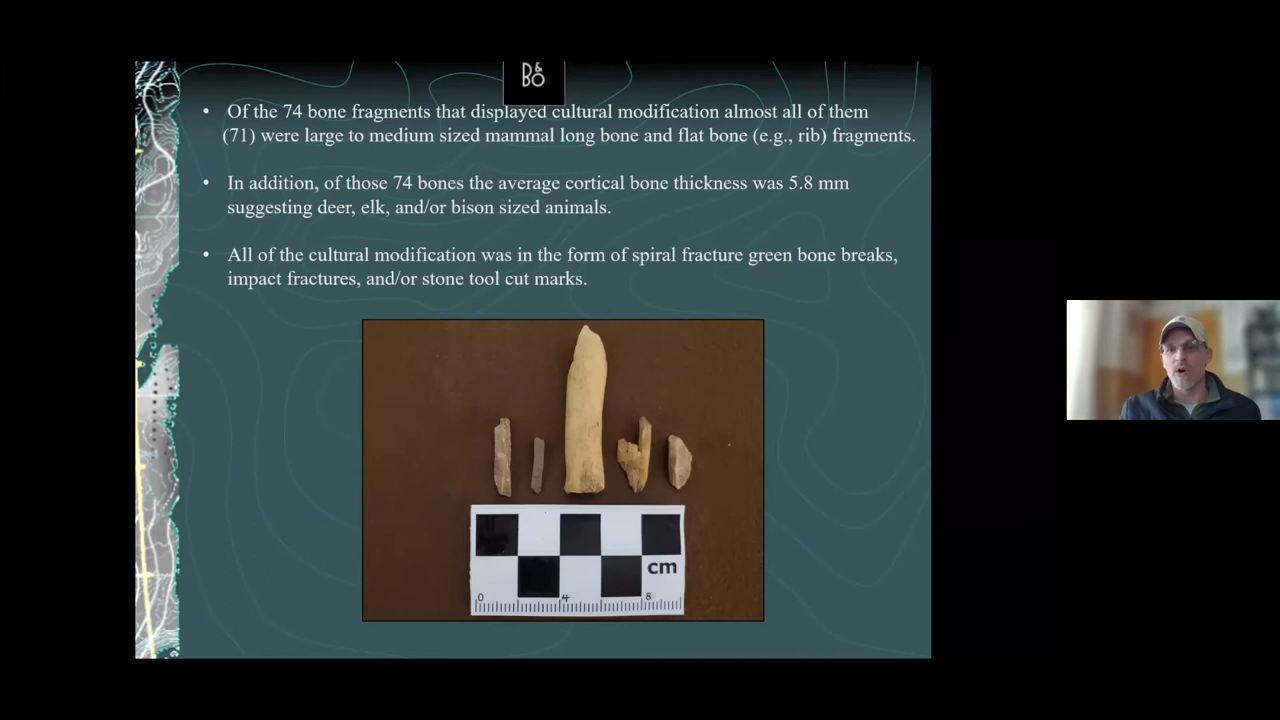 B&O
• Of the 74 bone fragments that displayed cultural modification almost all of them
(71) were large to medium sized mammal long bone and flat bone (e.g., rib) fragments.
• In addition, of those 74 bones the average cortical bone thickness was 5.8 mm
suggesting deer, elk, and/or bison sized animals.
• All of the cultural modification was in the form of spiral fracture green bone breaks,
impact fractures, and/or stone tool cut marks.
cm
0 4 8